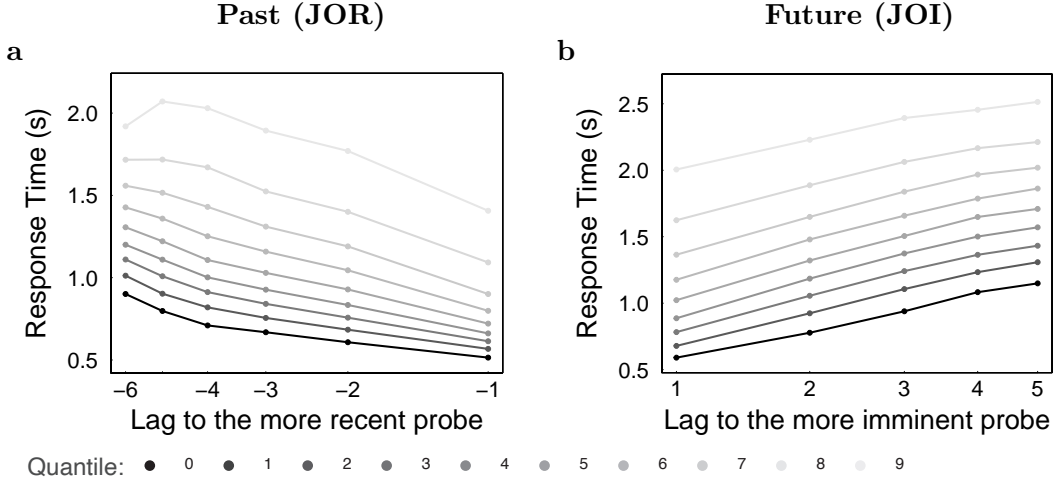 Past (JOR)
Future (JOI)
a
b
Response Time (s)
2.0
1.5
1.0
0.5
−6 −4 −3 −2 −1
Lag to the more recent probe
Response Time (s)
2.5
2.0
1.5
1.0
0.5
1 2 3 4 5
Lag to the more imminent probe
Quantile: 0 1 2 3 4 5 6 7 8 9